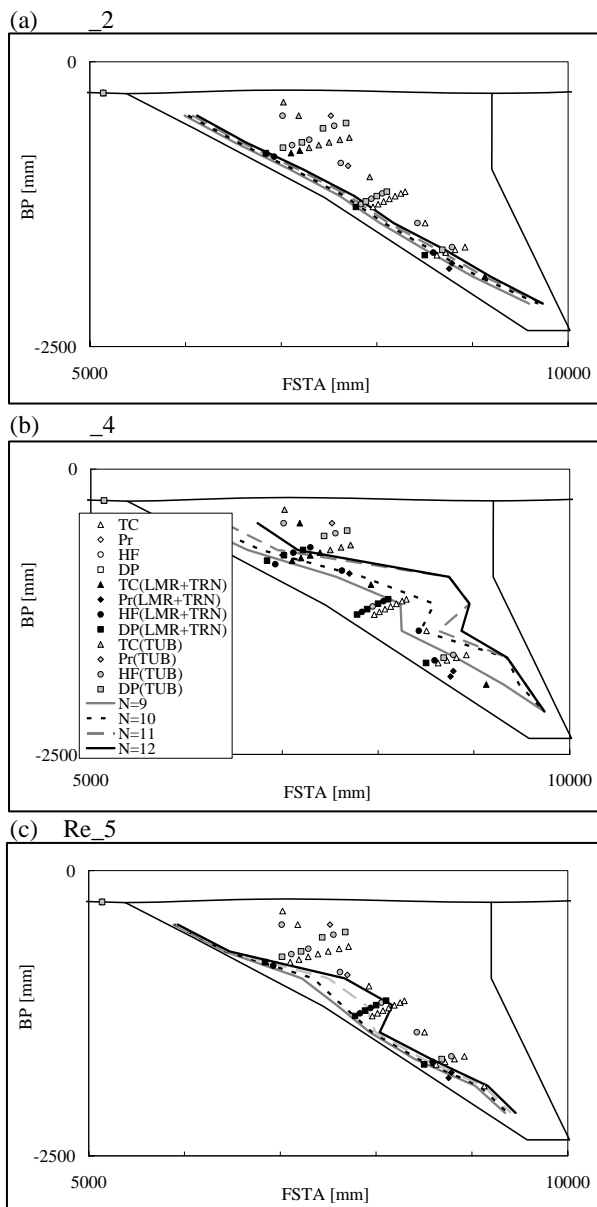 (a) _2
0
BP [mm]
-2500
5000 10000
FSTA [mm]
(b) _4
0
TC
Pr
HF
DP
TC(LMR+TRN)
Pr(LMR+TRN)
HF(LMR+TRN)
DP(LMR+TRN)
TC(TUB)
Pr(TUB)
HF(TUB)
DP(TUB)
N=9
N=10
N=11
N=12
BP [mm]
-2500
5000 10000
FSTA [mm]
(c) Re_5
0
BP [mm]
-2500
5000 10000
FSTA [mm]